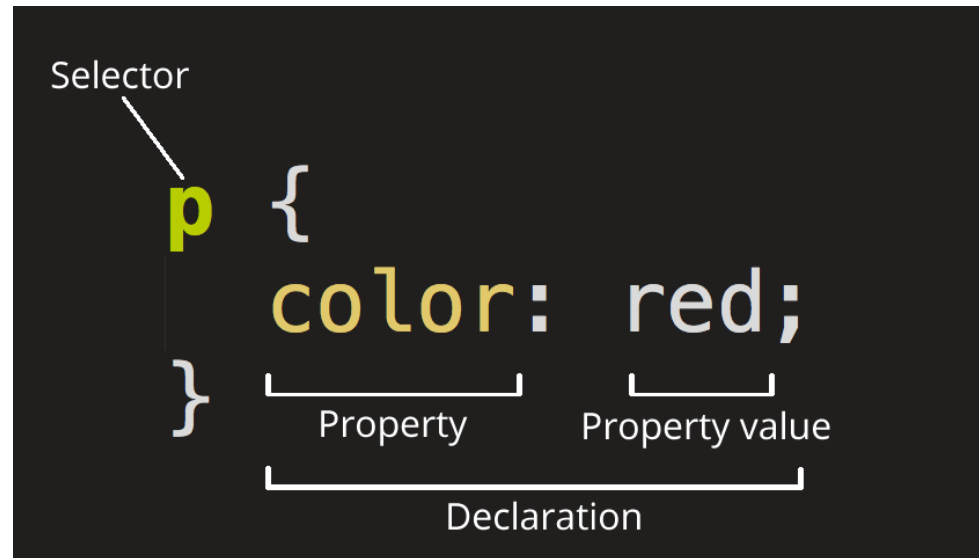 Selector
p {
color: red;
}
Property Property value
Declaration